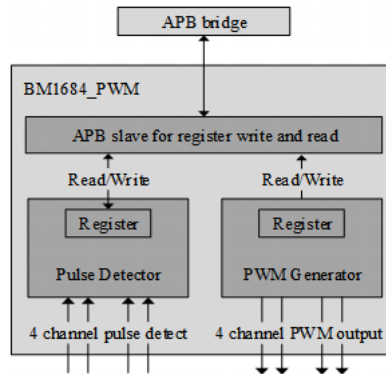 APB bridge
BM1684_PWM
APB slave for register write and read
Read/Write
Read/Write
Register
Register
Pulse Detector
PWM Generator
4 channel pulse detect
4 channel PWM output